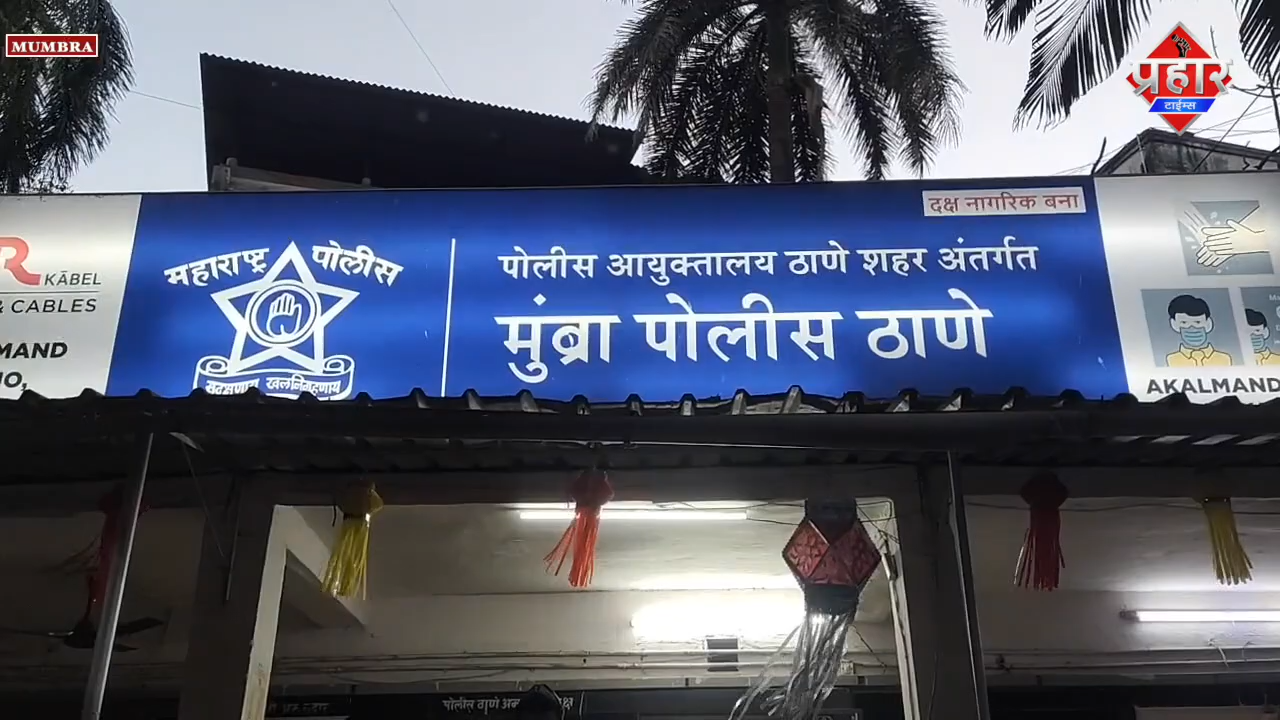 MUMBRA
प्रहार
टाईम्स
दक्ष नागरिक बना
R
KĀBEL
& CABLES
MAND
महाराष्ट्र पोलीस
पोलीस आयुक्तालय ठाणे शहर अंतर्गत
मुंब्रा पोलीस ठाणे
AKALMAND
पोलीस ठाणे